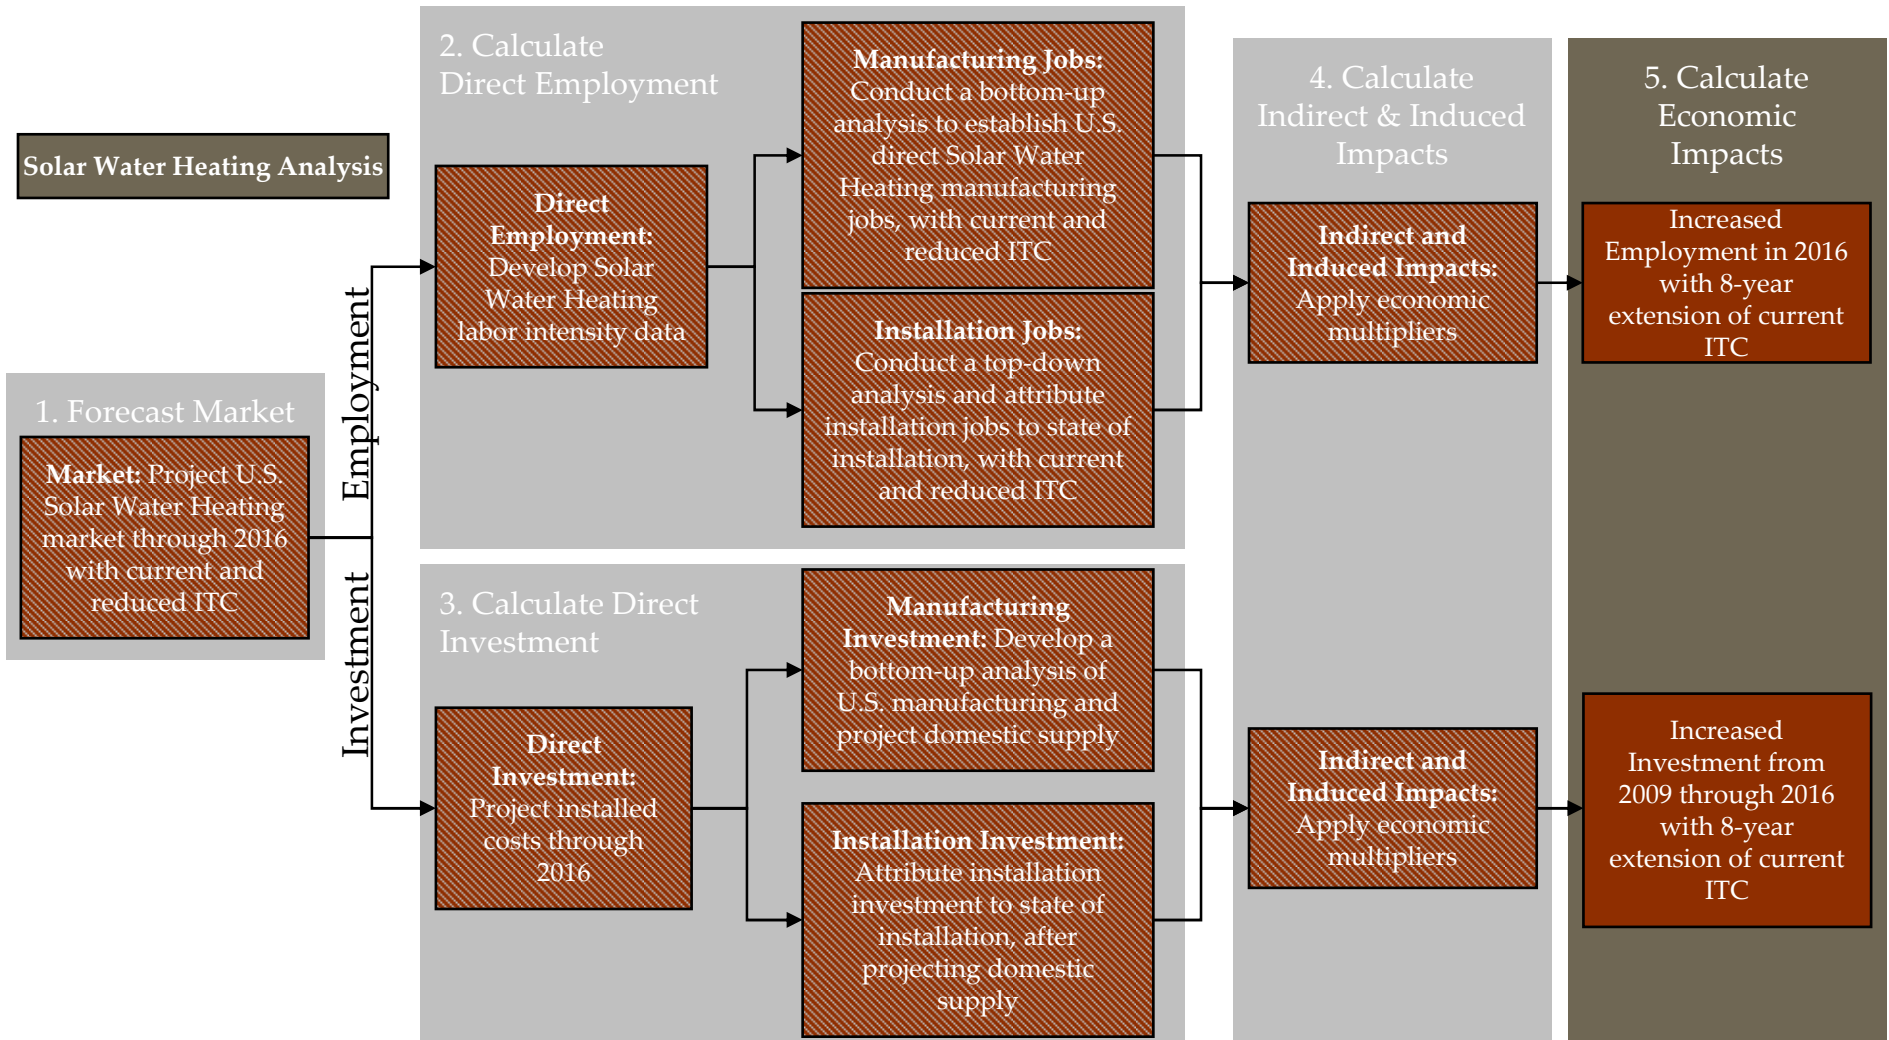 Solar Water Heating Analysis
1. Forecast Market
Market: Project U.S.
Solar Water Heating
market through 2016
with current and
reduced ITC
Employment
Investment
2. Calculate
Direct Employment
Direct
Employment:
Develop Solar
Water Heating
labor intensity data
Manufacturing Jobs:
Conduct a bottom-up
analysis to establish U.S.
direct Solar Water
Heating manufacturing
jobs, with current and
reduced ITC
Installation Jobs:
Conduct a top-down
analysis and attribute
installation jobs to state of
installation, with current
and reduced ITC
3. Calculate Direct
Investment
Direct
Investment:
Project installed
costs through
2016
Manufacturing
Investment: Develop a
bottom-up analysis of
U.S. manufacturing and
project domestic supply
Installation Investment:
Attribute installation
investment to state of
installation, after
projecting domestic
supply
4. Calculate
Indirect & Induced
Impacts
Indirect and
Induced Impacts:
Apply economic
multipliers
Indirect and
Induced Impacts:
Apply economic
multipliers
5. Calculate
Economic
Impacts
Increased
Employment in 2016
with 8-year
extension of current
ITC
Increased
Investment from
2009 through 2016
with 8-year
extension of current
ITC